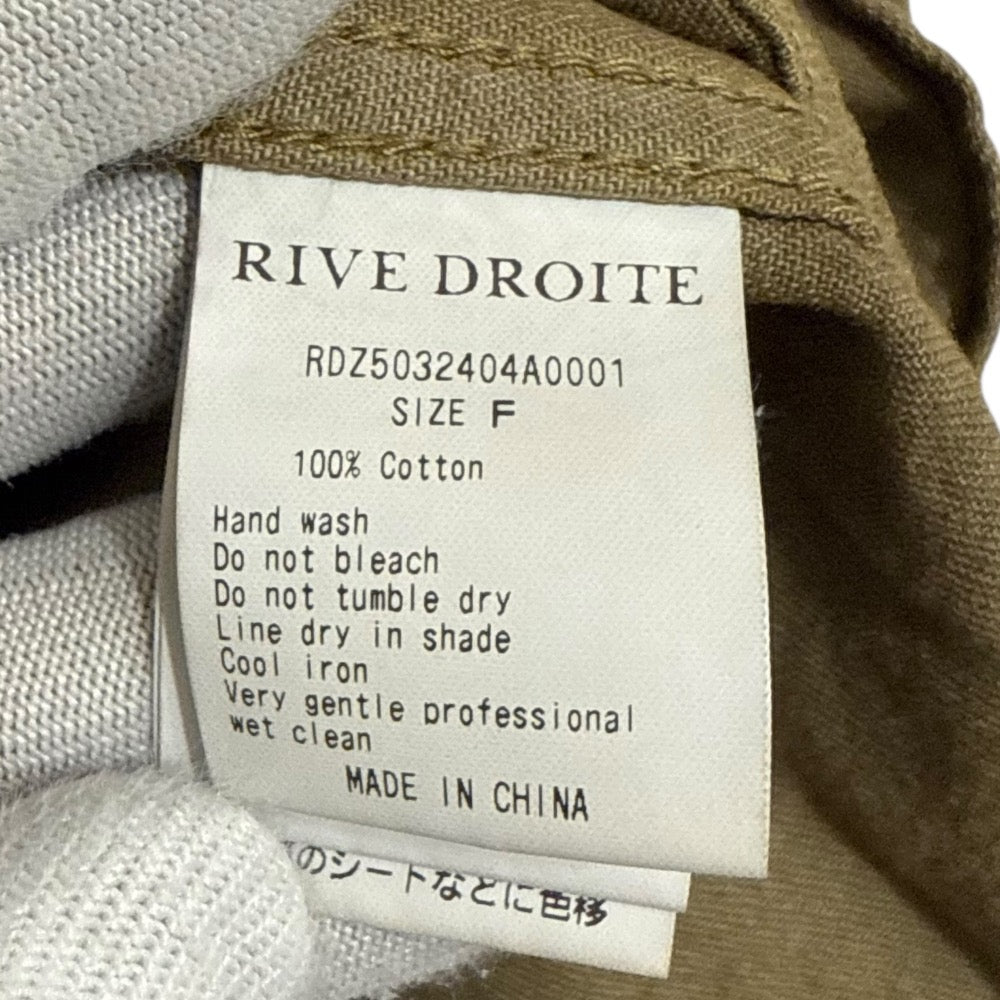 RIVE DROITE
RDZ5032404A0001
SIZE F
100% Cotton
Hand wash
Do not bleach
Do not tumble dry
Line dry in shade
Cool iron
Very gentle professional
wet clean
MADE IN CHINA
のシートなどに色移